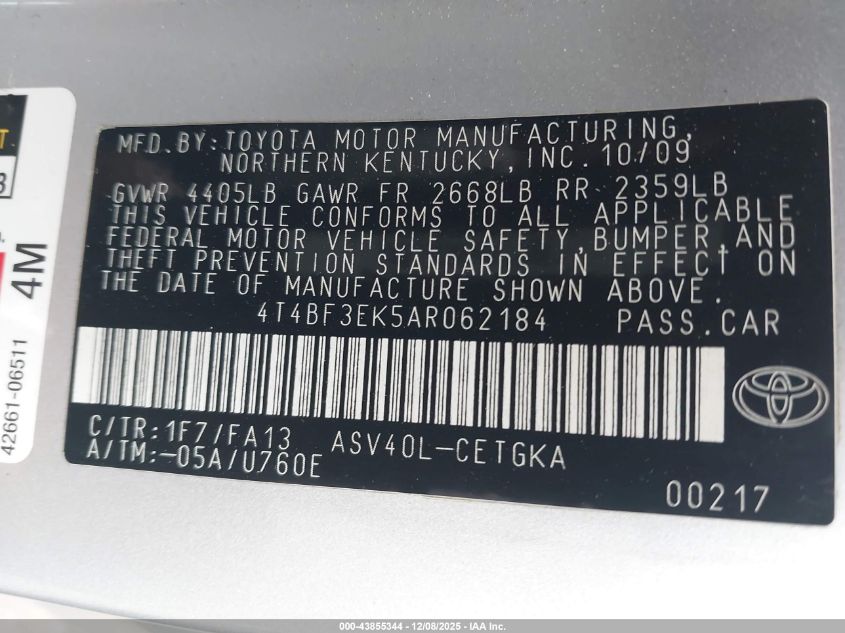 MFD. BY: TOYOTA MOTOR MANUFACTURING,
NORTHERN KENTUCKY, INC. 10/09
GVWR 4405LB GAWR FR 2668LB RR 2359LB
THIS VEHICLE CONFORMS TO ALL APPLICABLE
FEDERAL MOTOR VEHICLE SAFETY, BUMPER, AND
THEFT PREVENTION STANDARDS IN EFFECT ON
THE DATE OF MANUFACTURE SHOWN ABOVE.
4T4BF3EK5AR062184 PASS. CAR
C/TR: 1F7/FA13 ASV40L-CETGKA
A/TM: -05A/U760E
00217
4M
42661-06511
000-43855344 - 12/08/2025 - IAA Inc.